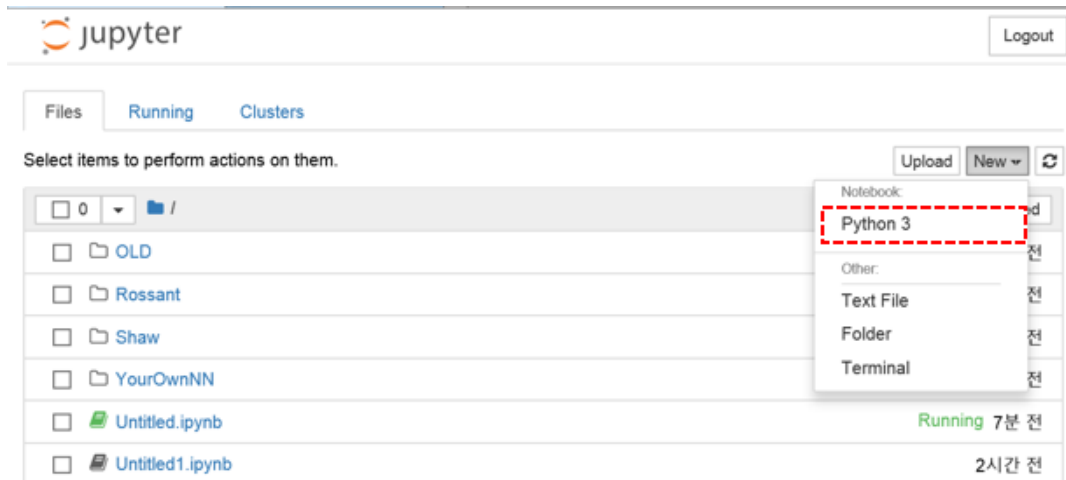 jupyter
Logout
Files Running Clusters
Select items to perform actions on them.
Upload New
0 /
Notebook:
Python 3
Other:
Text File
Folder
Terminal
OLD 전
Rossant 전
Shaw 전
YourOwnNN 전
Untitled.ipynb Running 7분 전
Untitled1.ipynb 2시간 전